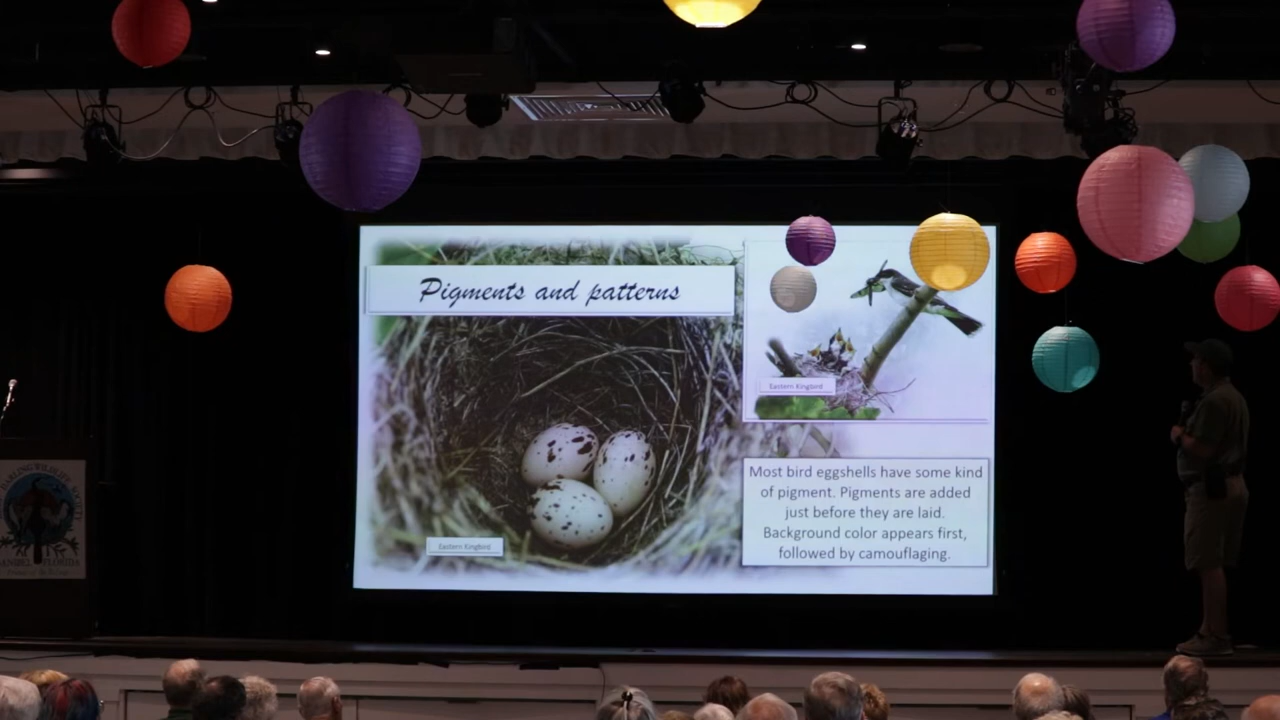 Pigments and patterns
Eastern Kingbird
Most bird eggshells have some kind
of pigment. Pigments are added
just before they are laid.
Background color appears first,
followed by camouflaging.
Eastern Kingbird